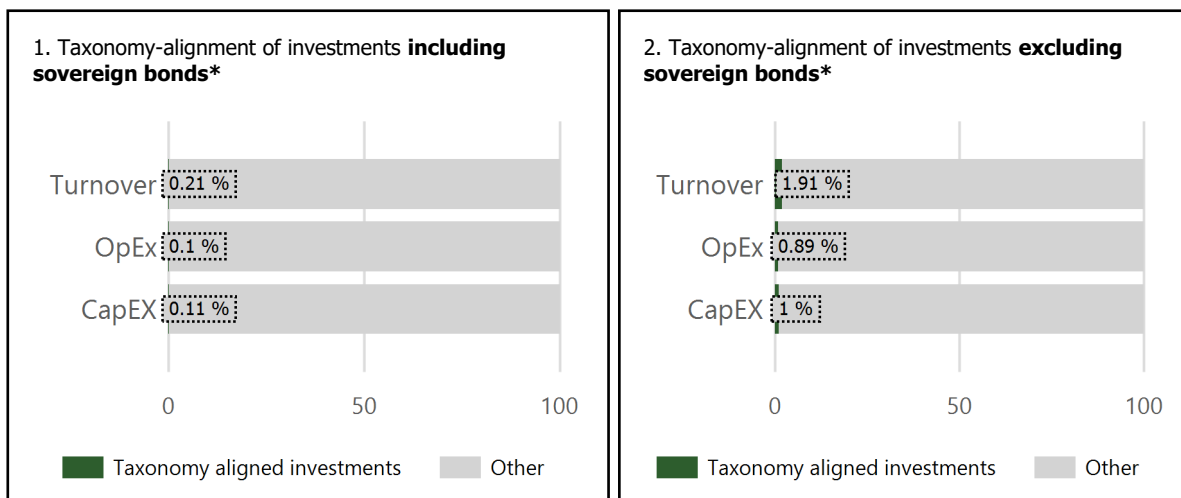 1. Taxonomy-alignment of investments including
sovereign bonds*
Turnover
0.21 %
OpEx
0.1 %
CapEX
0.11 %
0 50 100
Taxonomy aligned investments Other
2. Taxonomy-alignment of investments excluding
sovereign bonds*
Turnover
1.91 %
OpEx
0.89 %
CapEX
1 %
0 50 100
Taxonomy aligned investments Other